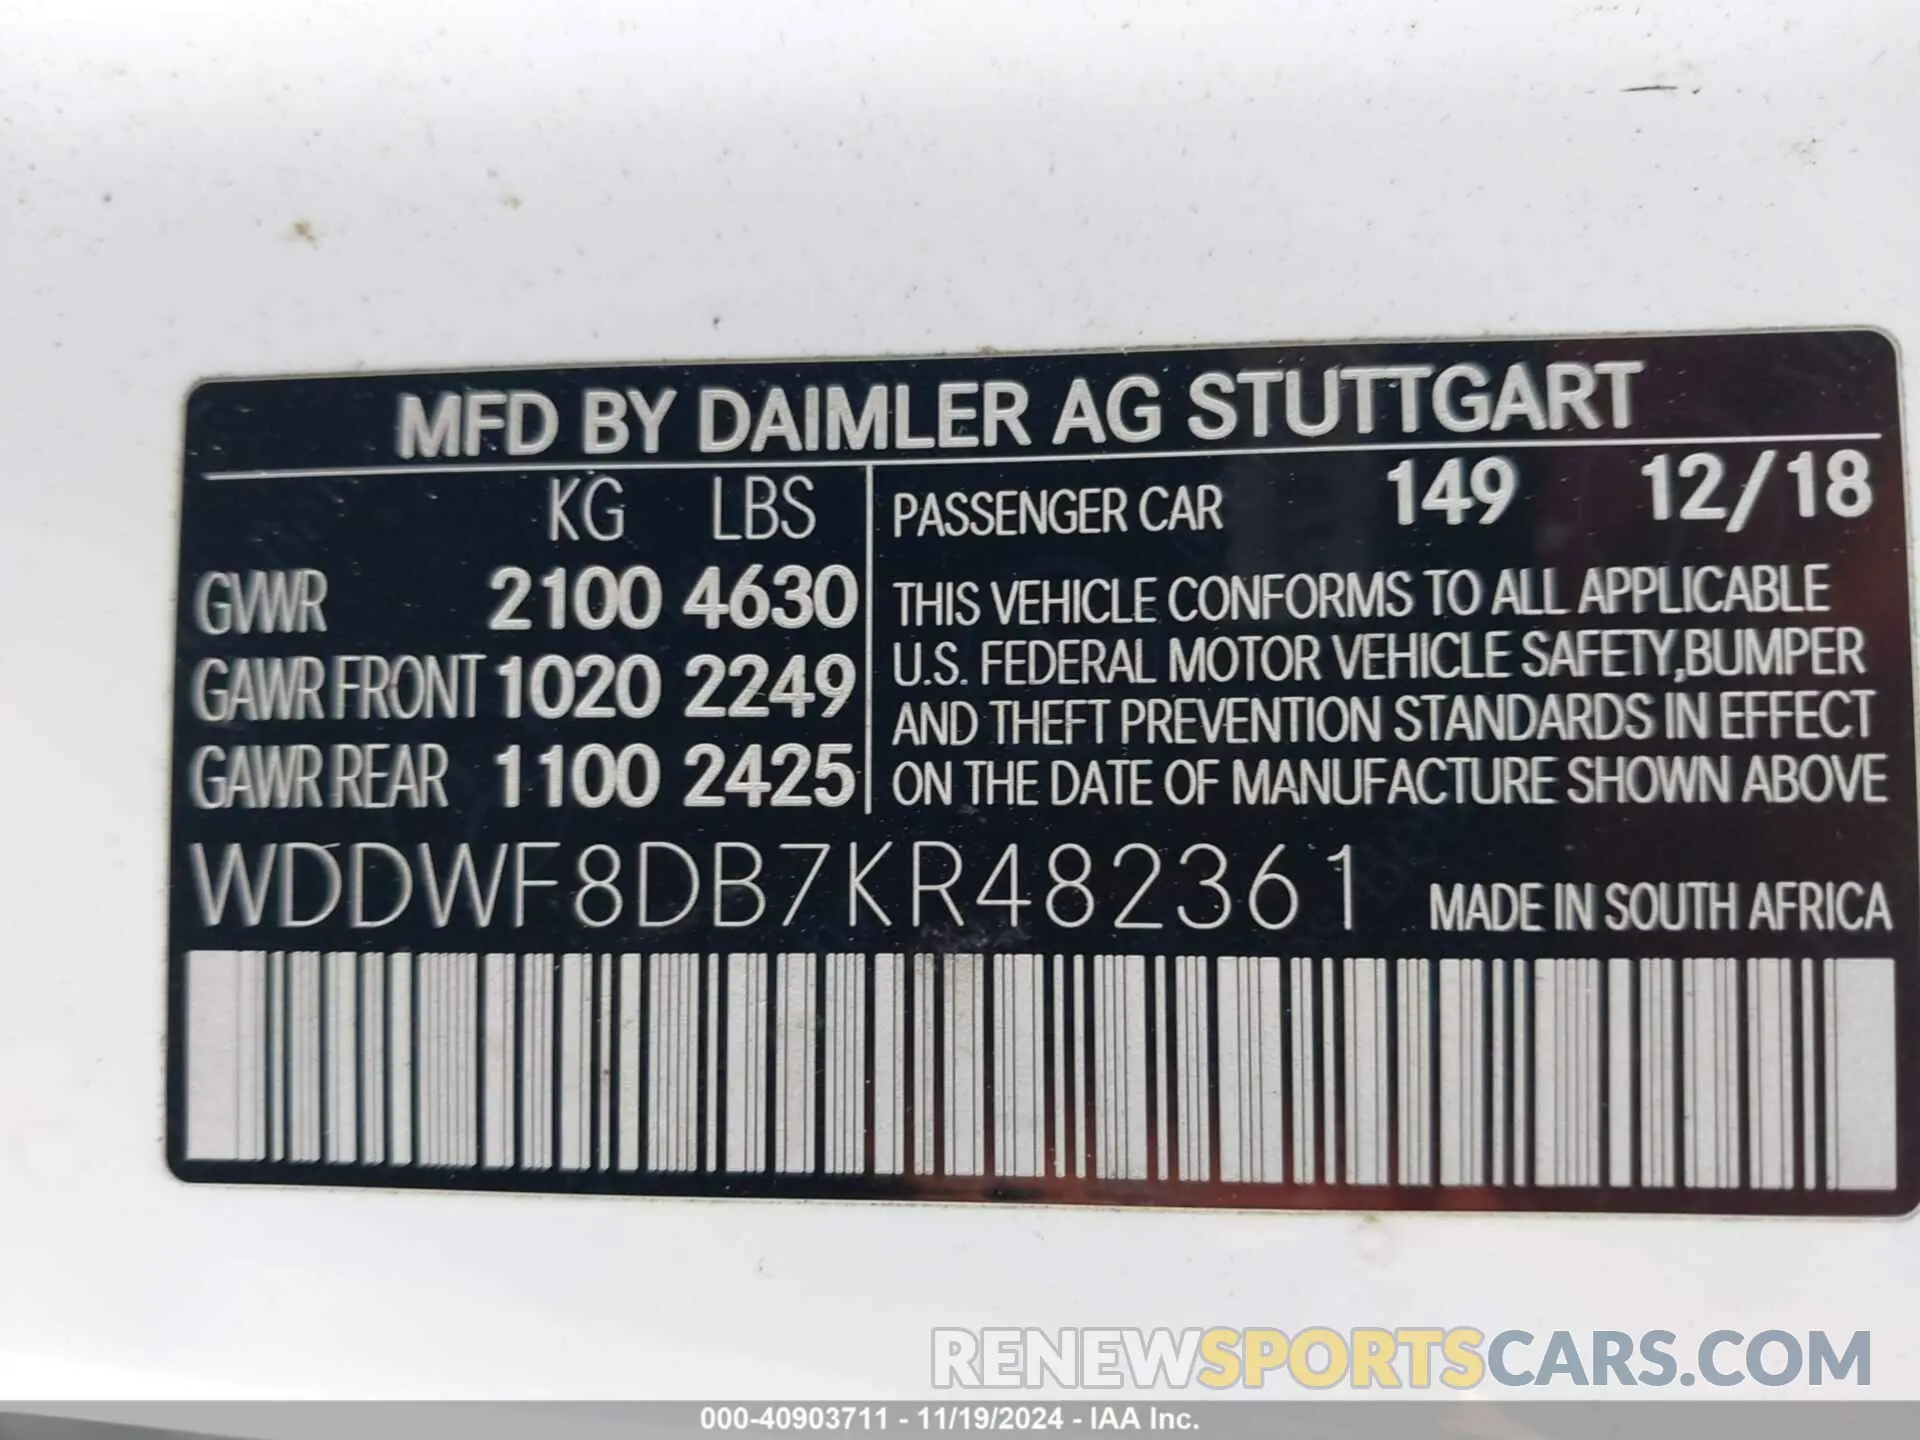 MFD BY DAIMLER AG STUTTGART
KG LBS
GVWR 2100 4630
GAWR FRONT 1020 2249
GAWR REAR 1100 2425
PASSENGER CAR 149 12/18
THIS VEHICLE CONFORMS TO ALL APPLICABLE
U.S. FEDERAL MOTOR VEHICLE SAFETY,BUMPER
AND THEFT PREVENTION STANDARDS IN EFFECT
ON THE DATE OF MANUFACTURE SHOWN ABOVE
WDDWF8DB7KR482361 MADE IN SOUTH AFRICA
RENEWSPORTSCARS.COM
000-40903711 - 11/19/2024 - IAA Inc.